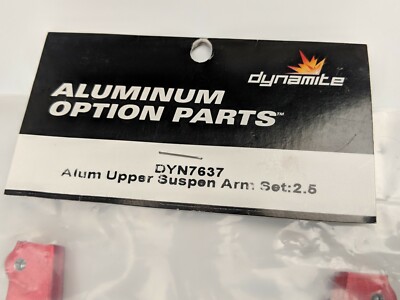 dynamite
ALUMINUM
OPTION PARTS™
DYN7637
Alum Upper Suspen Arm Set:2.5